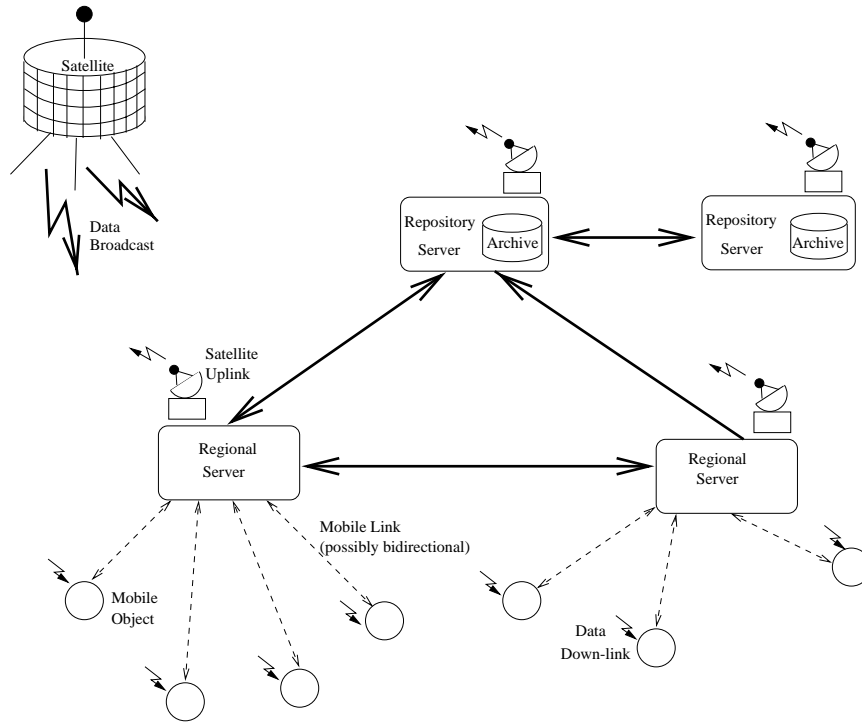 Satellite
Data
Broadcast
Repository
Server
Archive
Repository
Server
Archive
Satellite
Uplink
Regional
Server
Regional
Server
Mobile Link
(possibly bidirectional)
Mobile
Object
Data
Down-link